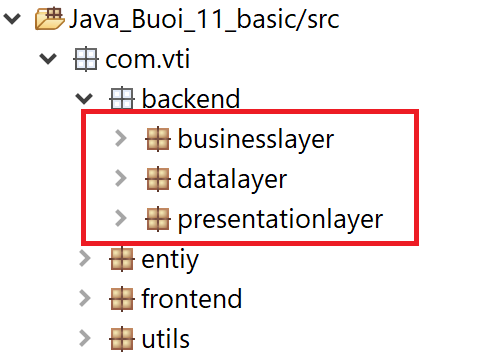 Java_Buoi_11_basic/src
com.vti
backend
businesslayer
datalayer
presentationlayer
entiy
frontend
utils